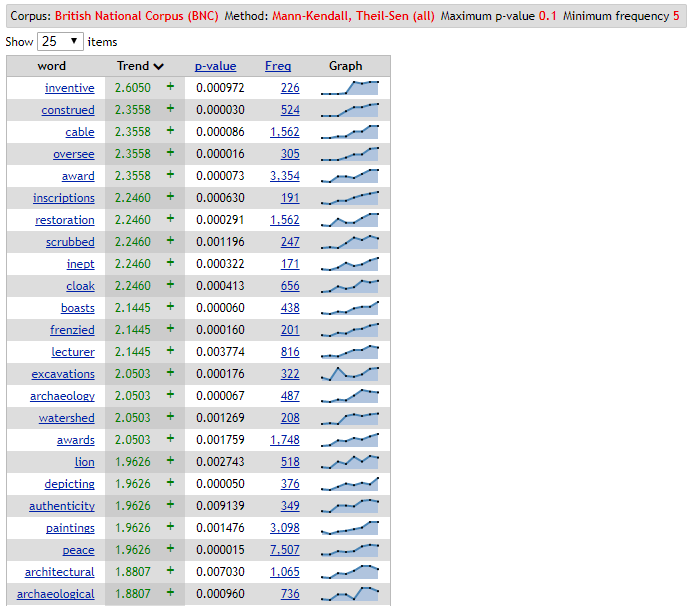 Corpus: British National Corpus (BNC) Method: Mann-Kendall, Theil-Sen (all) Maximum p-value 0.1 Minimum frequency 5
Show 25 items
word Trend p-value Freq Graph
inventive 2.6050 + 0.000972 226
construed 2.3558 + 0.000030 524
cable 2.3558 + 0.000086 1,562
oversee 2.3558 + 0.000016 305
award 2.3558 + 0.000073 3,354
inscriptions 2.2460 + 0.000630 191
restoration 2.2460 + 0.000291 1,562
scrubbed 2.2460 + 0.001196 247
inept 2.2460 + 0.000322 171
cloak 2.2460 + 0.000413 656
boasts 2.1445 + 0.000060 438
frenzied 2.1445 + 0.000160 201
lecturer 2.1445 + 0.003774 816
excavations 2.0503 + 0.000176 322
archaeology 2.0503 + 0.000067 487
watershed 2.0503 + 0.001269 208
awards 2.0503 + 0.001759 1,748
lion 1.9626 + 0.002743 518
depicting 1.9626 + 0.000050 376
authenticity 1.9626 + 0.009139 349
paintings 1.9626 + 0.001476 3,098
peace 1.9626 + 0.000015 7,507
architectural 1.8807 + 0.007030 1,065
archaeological 1.8807 + 0.000960 736